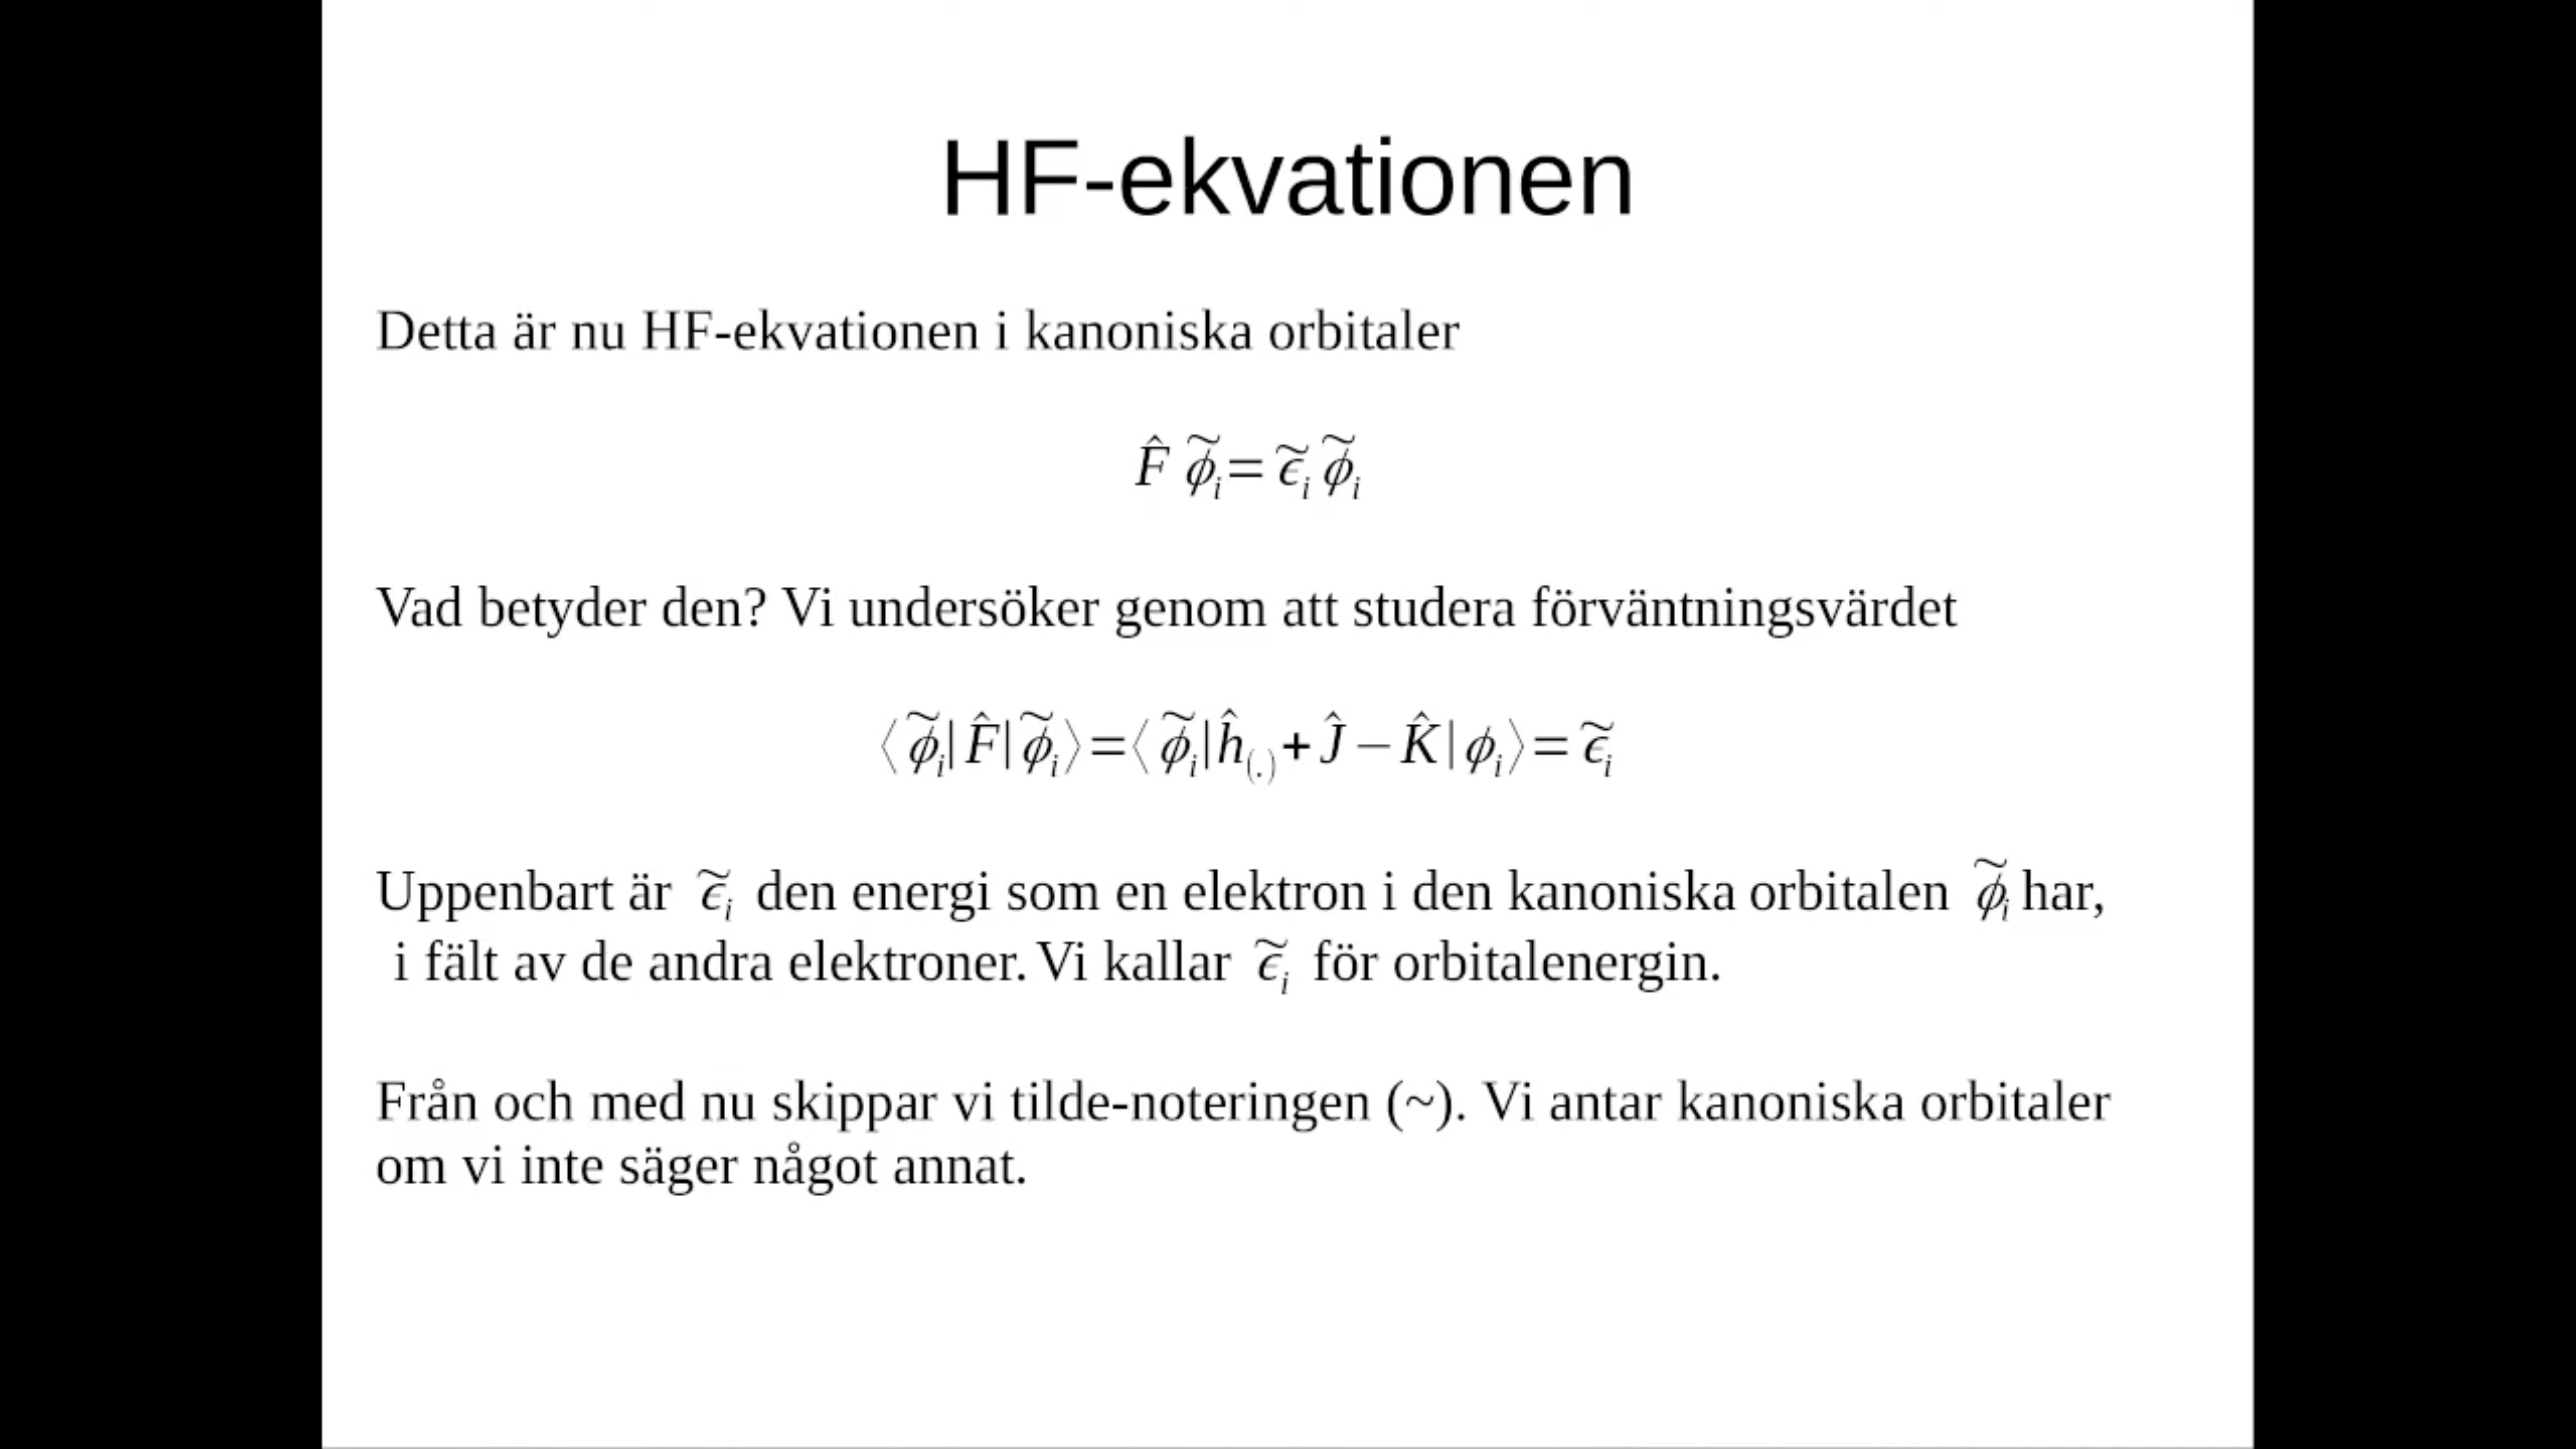 HF-ekvationen
Detta är nu HF-ekvationen i kanoniska orbitaler
F̂ ϕ̃ᵢ = ϵ̃ᵢ ϕ̃ᵢ
Vad betyder den? Vi undersöker genom att studera förväntningsvärdet
⟨ϕ̃ᵢ|F̂|ϕ̃ᵢ⟩=⟨ϕ̃ᵢ|ĥ₍.₎+Ĵ−K̂|ϕᵢ⟩=ϵ̃ᵢ
Uppenbart är ϵ̃ᵢ den energi som en elektron i den kanoniska orbitalen ϕ̃ᵢ har,
i fält av de andra elektroner. Vi kallar ϵ̃ᵢ för orbitalenergin.
Från och med nu skippar vi tilde-noteringen (~). Vi antar kanoniska orbitaler
om vi inte säger något annat.